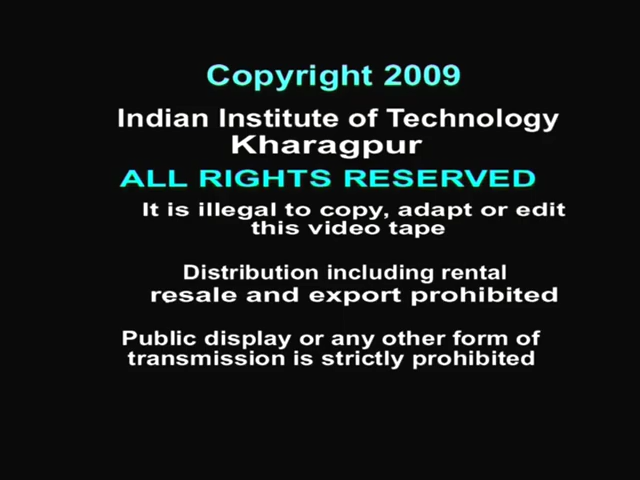 Copyright 2009
Indian Institute of Technology
Kharagpur
ALL RIGHTS RESERVED
It is illegal to copy, adapt or edit
this video tape
Distribution including rental
resale and export prohibited
Public display or any other form of
transmission is strictly prohibited